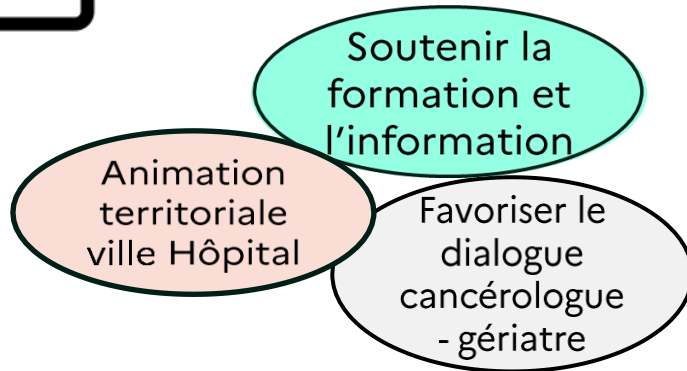 Soutenir la
formation et
l'information
Animation
territoriale
ville Hôpital
Favoriser le
dialogue
cancérologue
- gériatre